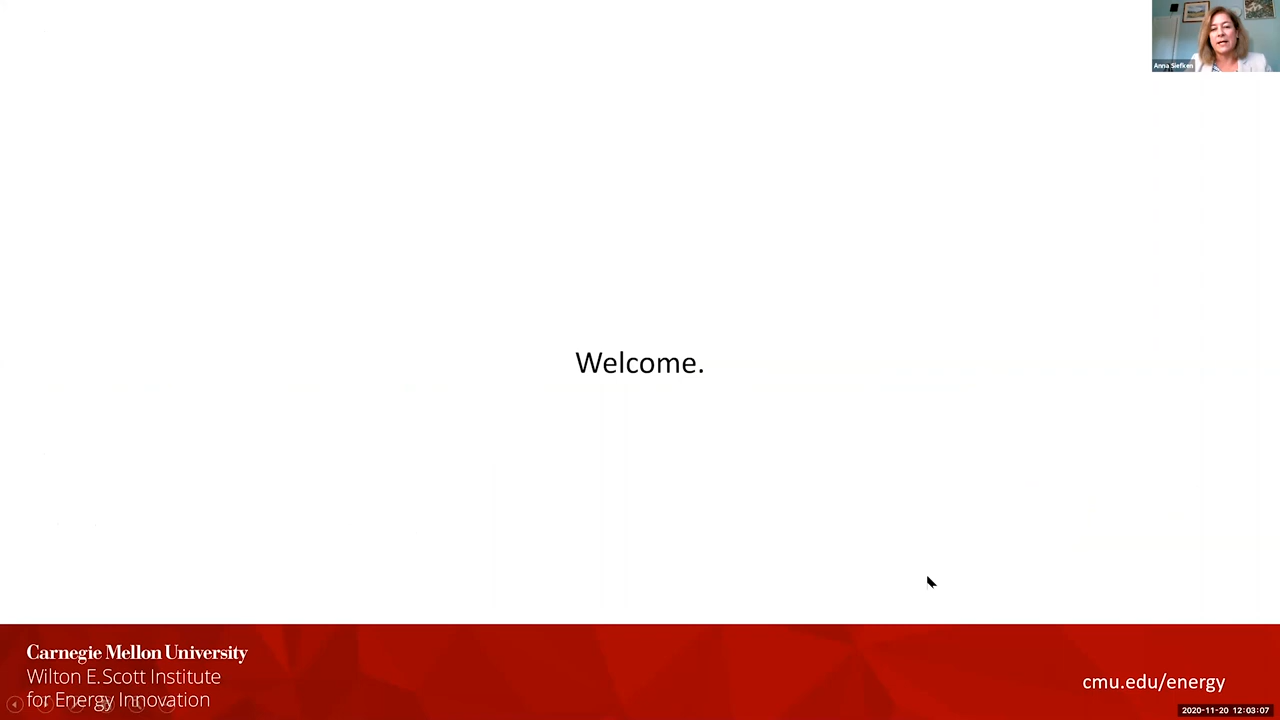 Anna Siefken
Welcome.
Carnegie Mellon University
Wilton E. Scott Institute
for Energy Innovation
cmu.edu/energy
2020-11-20 12:03:07